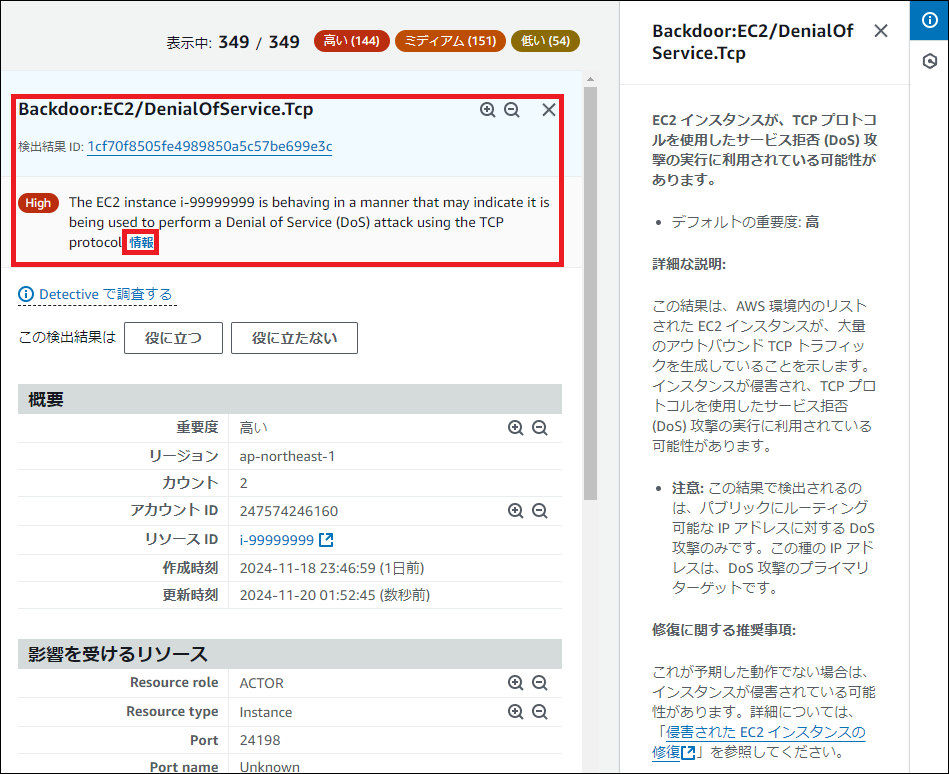 表示中: 349 / 349 高い (144) ミディアム (151) 低い (54)
Backdoor:EC2/DenialOfService.Tcp
検出結果 ID: 1cf70f8505fe4989850a5c57be699e3c
High The EC2 instance i-99999999 is behaving in a manner that may indicate it is
being used to perform a Denial of Service (DoS) attack using the TCP
protocol. 情報
Detective で調査する
この検出結果は 役に立つ 役に立たない
概要
重要度 高い
リージョン ap-northeast-1
カウント 2
アカウント ID 247574246160
リソース ID i-99999999
作成時刻 2024-11-18 23:46:59 (1日前)
更新時刻 2024-11-20 01:52:45 (数秒前)
影響を受けるリソース
Resource role ACTOR
Resource type Instance
Port 24198
Port name Unknown
Backdoor:EC2/DenialOf
Service.Tcp
EC2 インスタンスが、TCP プロトコ
ルを使用したサービス拒否 (DoS) 攻
撃の実行に利用されている可能性が
あります。
• デフォルトの重要度: 高
詳細な説明:
この結果は、AWS 環境内のリスト
された EC2 インスタンスが、大量
のアウトバウンド TCP トラフィッ
クを生成していることを示します。
インスタンスが侵害され、TCP プロ
トコルを使用したサービス拒否
(DoS) 攻撃の実行に利用されている
可能性があります。
• 注意: この結果で検出されるの
は、パブリックにルーティング
可能な IP アドレスに対する DoS
攻撃のみです。この種の IP アド
レスは、DoS 攻撃のプライマリ
ターゲットです。
修復に関する推奨事項:
これが予期した動作でない場合は、
インスタンスが侵害されている可能
性があります。詳細については、
「侵害された EC2 インスタンスの
修復」を参照してください。